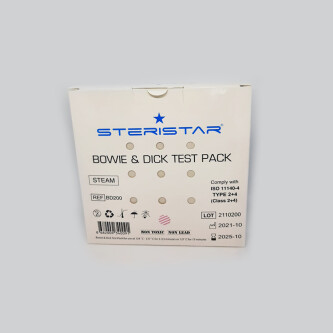 STERISTAR
BOWIE & DICK TEST PACK
STEAM
REF BD200
Comply with
ISO 11140-4
TYPE 2+4
(Class 2+4)
LOT 2110200
2021-10
2025-10
NON TOXIC NON LEAD